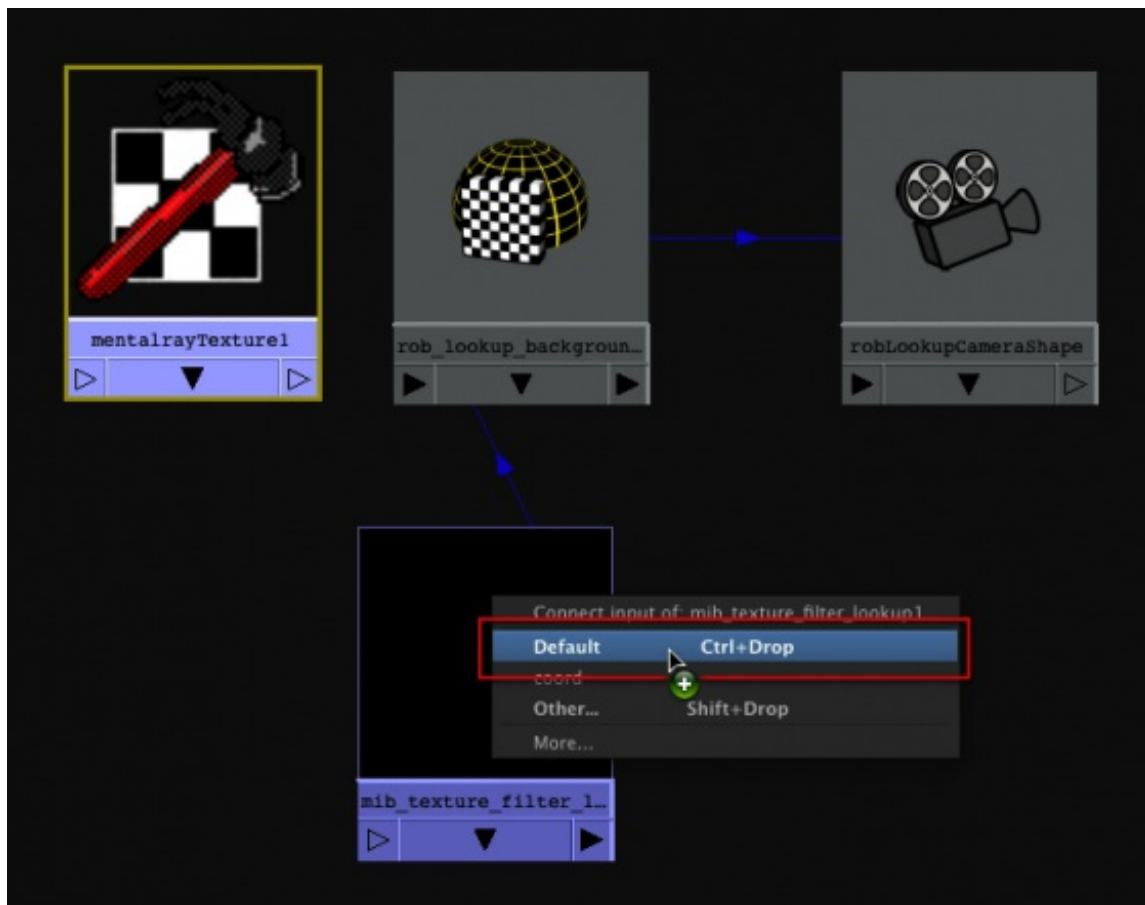 mentalrayTexture1
rob_lookup_backgroun...
robLookupCameraShape
Connect input of: mib_texture_filter_lookup1
Default Ctrl+Drop
coord
Other... Shift+Drop
More...
mib_texture_filter_l...